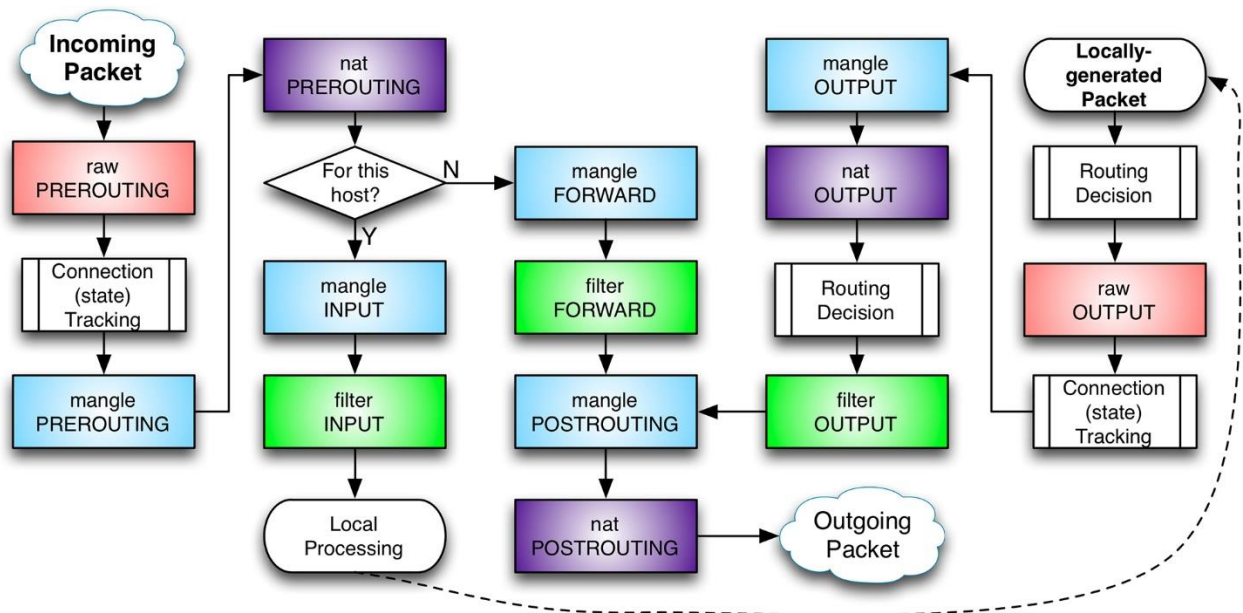 Incoming
Packet
raw
PREROUTING
Connection
(state)
Tracking
mangle
PREROUTING
nat
PREROUTING
For this
host?
N
Y
mangle
INPUT
filter
INPUT
Local
Processing
mangle
FORWARD
filter
FORWARD
mangle
POSTROUTING
nat
POSTROUTING
mangle
OUTPUT
nat
OUTPUT
Routing
Decision
filter
OUTPUT
Outgoing
Packet
Locally-
generated
Packet
Routing
Decision
raw
OUTPUT
Connection
(state)
Tracking